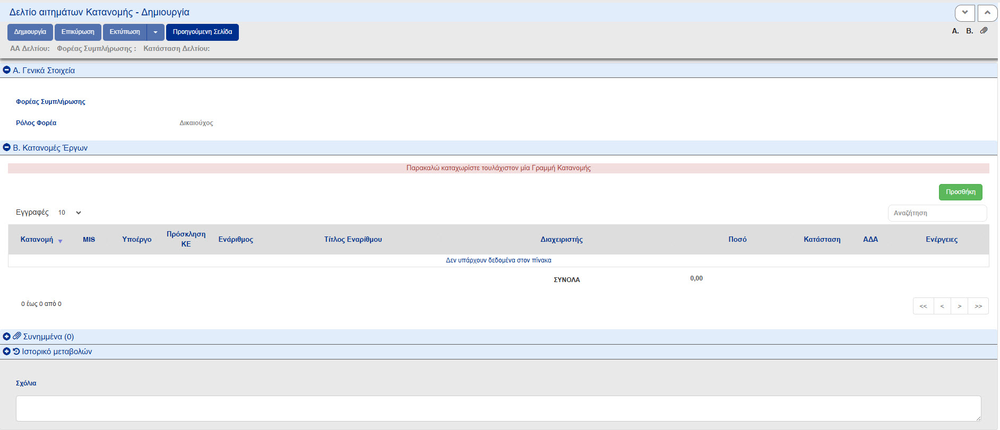 Δελτίο αιτημάτων Κατανομής - Δημιουργία
Δημιουργία Επικύρωση Εκτύπωση Προηγούμενη Σελίδα
Α. Β.
ΑΑ Δελτίου: Φορέας Συμπλήρωσης : Κατάσταση Δελτίου:
Α. Γενικά Στοιχεία
Φορέας Συμπλήρωσης
Ρόλος Φορέα Δικαιούχος
Β. Κατανομές Έργων
Παρακαλώ καταχωρίστε τουλάχιστον μία Γραμμή Κατανομής
Προσθήκη
Εγγραφές 10 Αναζήτηση
Κατανομή MIS Υποέργο Πρόσκληση ΚΕ Ενάριθμος Τίτλος Εναρίθμου Διαχειριστής Ποσό Κατάσταση ΑΔΑ Ενέργειες
Δεν υπάρχουν δεδομένα στον πίνακα
ΣΥΝΟΛΑ 0,00
0 έως 0 από 0 << < > >>
Συνημμένα (0)
Ιστορικό μεταβολών
Σχόλια